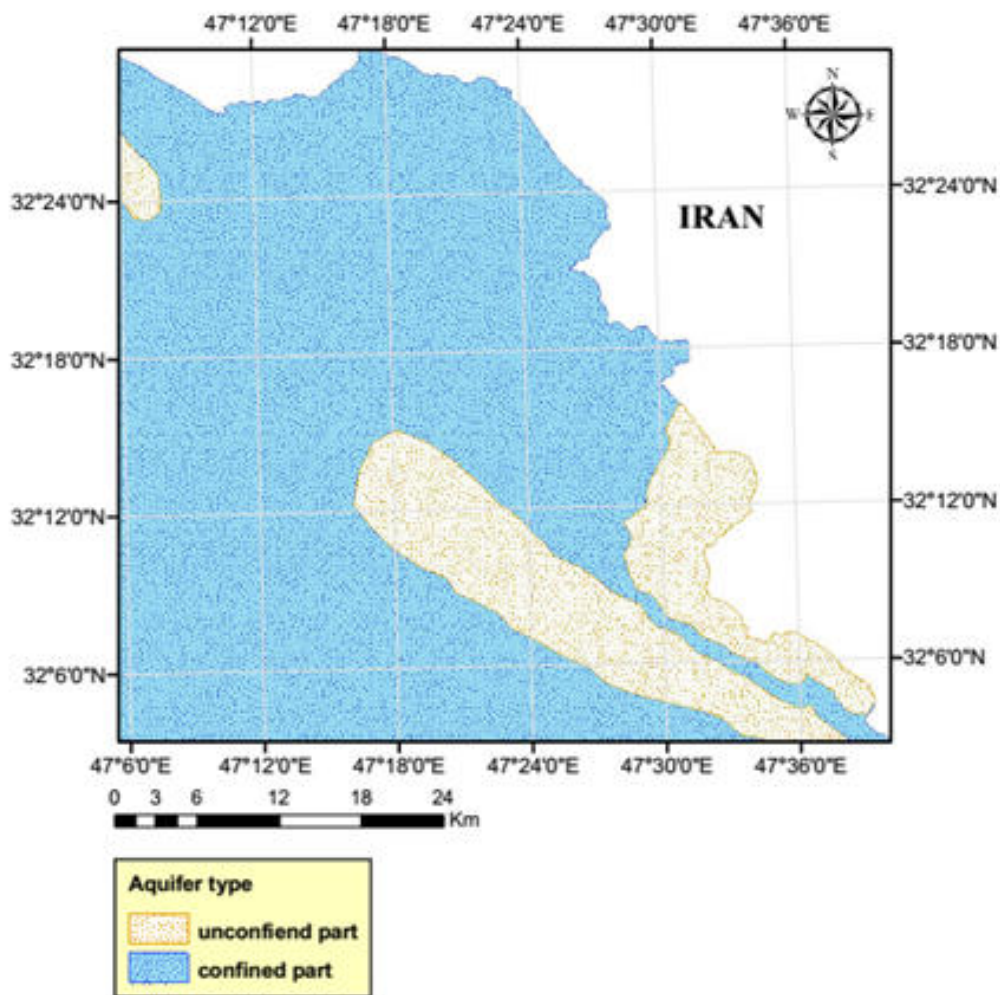 47°12'0"E 47°18'0"E 47°24'0"E 47°30'0"E 47°36'0"E
N
W E
S
32°24'0"N 32°24'0"N
IRAN
32°18'0"N 32°18'0"N
32°12'0"N 32°12'0"N
32°6'0"N 32°6'0"N
47°6'0"E 47°12'0"E 47°18'0"E 47°24'0"E 47°30'0"E 47°36'0"E
0 3 6 12 18 24
Km
Aquifer type
unconfiend part
confined part